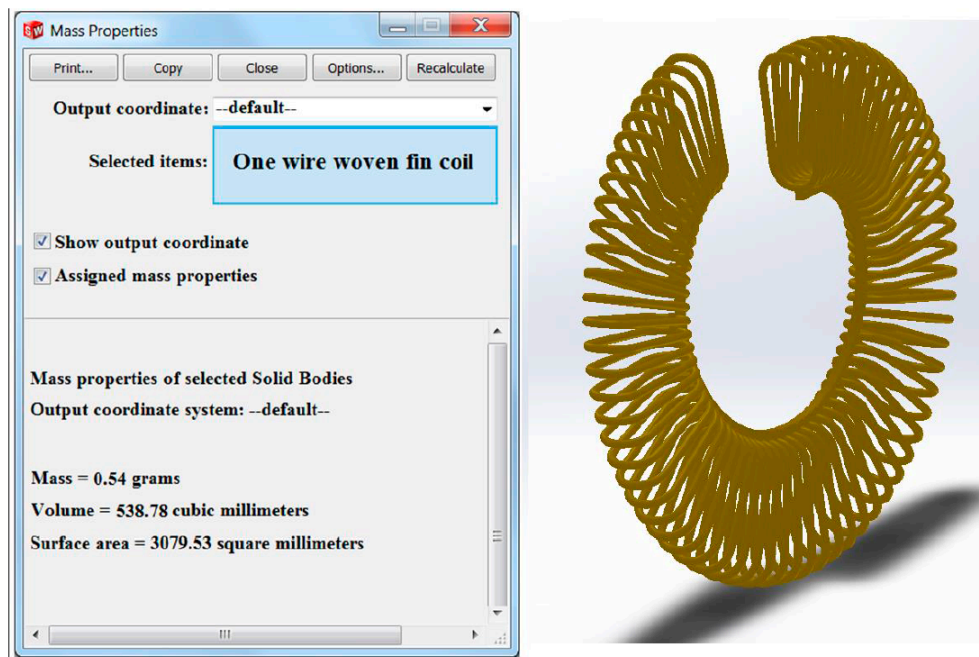 Mass Properties
Print... Copy Close Options... Recalculate
Output coordinate: --default--
Selected items: One wire woven fin coil
Show output coordinate
Assigned mass properties
Mass properties of selected Solid Bodies
Output coordinate system: --default--
Mass = 0.54 grams
Volume = 538.78 cubic millimeters
Surface area = 3079.53 square millimeters